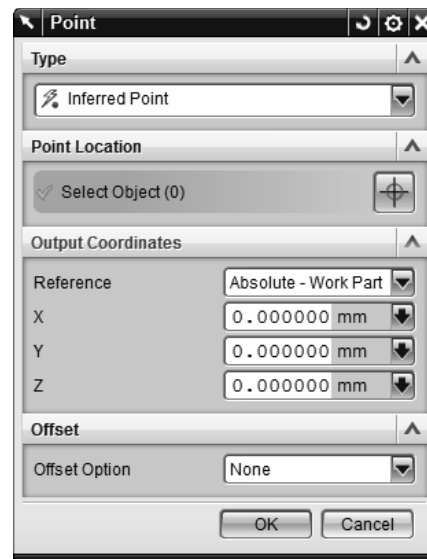 Point
Type
Inferred Point
Point Location
Select Object (0)
Output Coordinates
Reference Absolute - Work Part
X 0.000000 mm
Y 0.000000 mm
Z 0.000000 mm
Offset
Offset Option None
OK Cancel